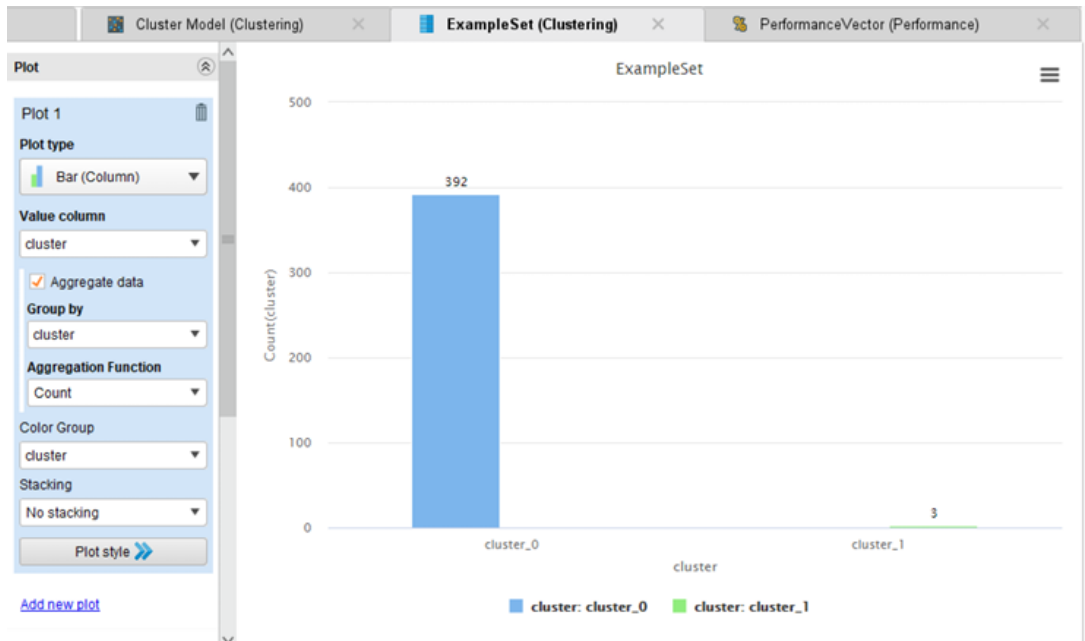 Cluster Model (Clustering)
ExampleSet (Clustering)
PerformanceVector (Performance)
Plot
Plot 1
Plot type
Bar (Column)
Value column
cluster
Aggregate data
Group by
cluster
Aggregation Function
Count
Color Group
cluster
Stacking
No stacking
Plot style
Add new plot
ExampleSet
500
400
300
200
100
0
Count(cluster)
392
3
cluster_0
cluster_1
cluster
cluster: cluster_0
cluster: cluster_1